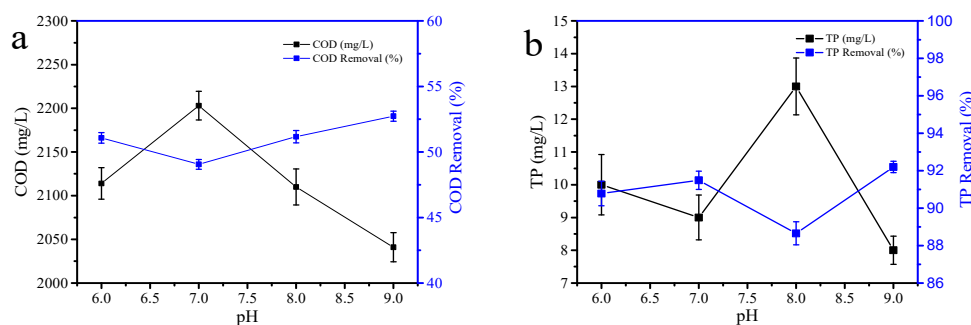 a
COD (mg/L)
COD Removal (%)
2300
2250
2200
2150
2100
2050
2000
60
55
50
45
40
6.0 6.5 7.0 7.5 8.0 8.5 9.0
pH
COD (mg/L)
COD Removal (%)
b
TP (mg/L)
TP Removal (%)
15
14
13
12
11
10
9
8
7
100
98
96
94
92
90
88
86
6.0 6.5 7.0 7.5 8.0 8.5 9.0
pH
TP (mg/L)
TP Removal (%)